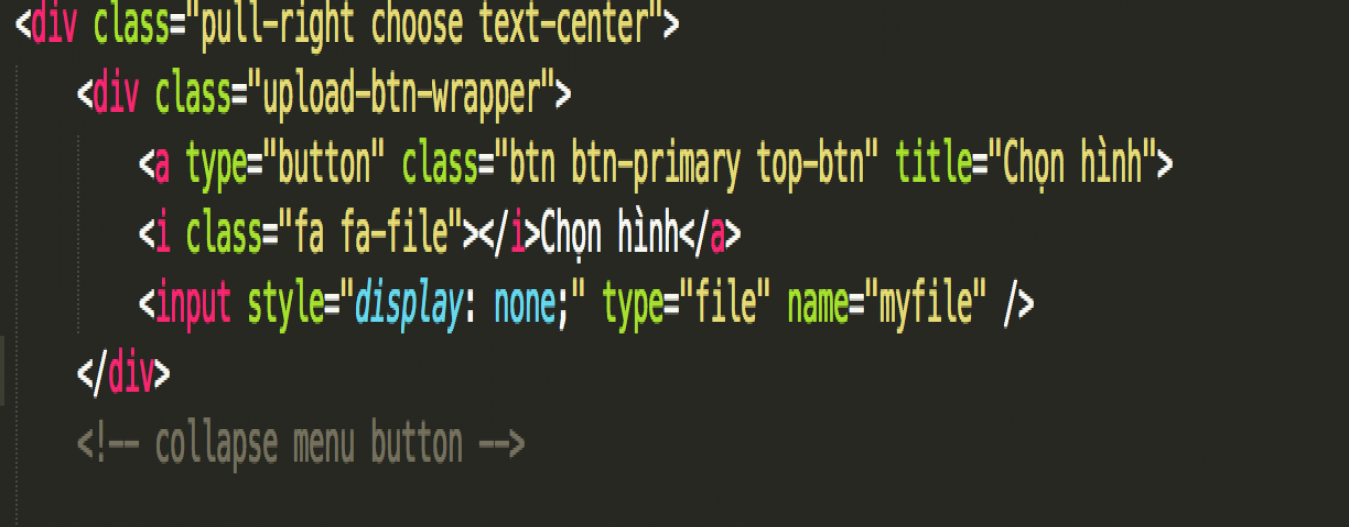 <div class="pull-right choose text-center">
<div class="upload-btn-wrapper">
<a type="button" class="btn btn-primary top-btn" title="Chọn hình">
<i class="fa fa-file"></i>Chọn hình</a>
<input style="display: none;" type="file" name="myfile" />
</div>
<!-- collapse menu button -->